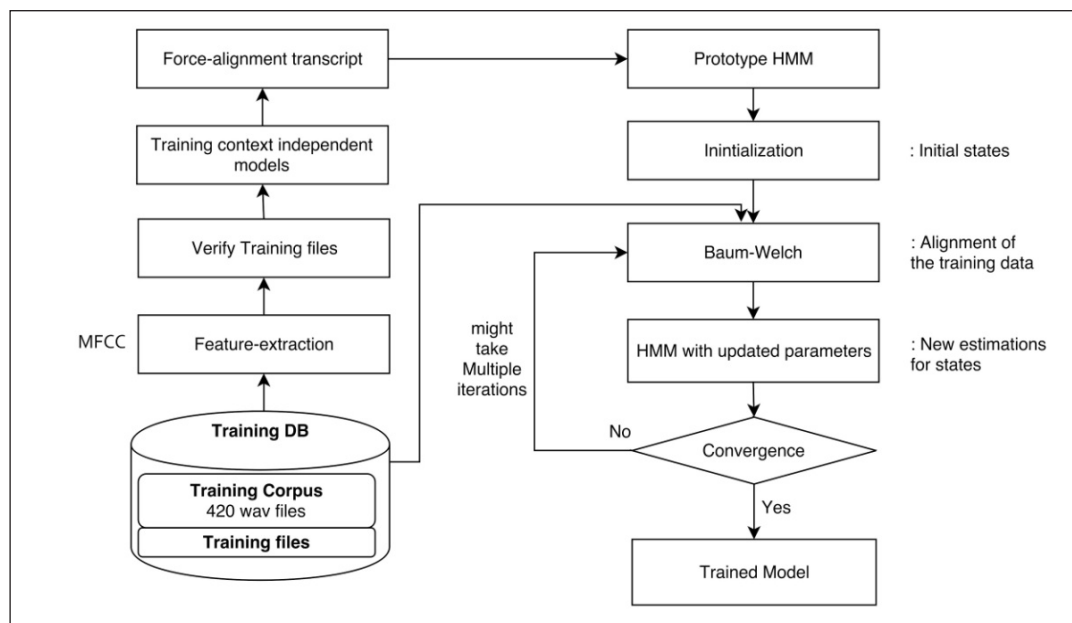 Force-alignment transcript
Prototype HMM
Training context independent
models
Inintialization
: Initial states
Verify Training files
Baum-Welch
: Alignment of
the training data
MFCC
Feature-extraction
might
take
Multiple
iterations
HMM with updated parameters
: New estimations
for states
Training DB
No
Convergence
Training Corpus
420 wav files
Yes
Training files
Trained Model